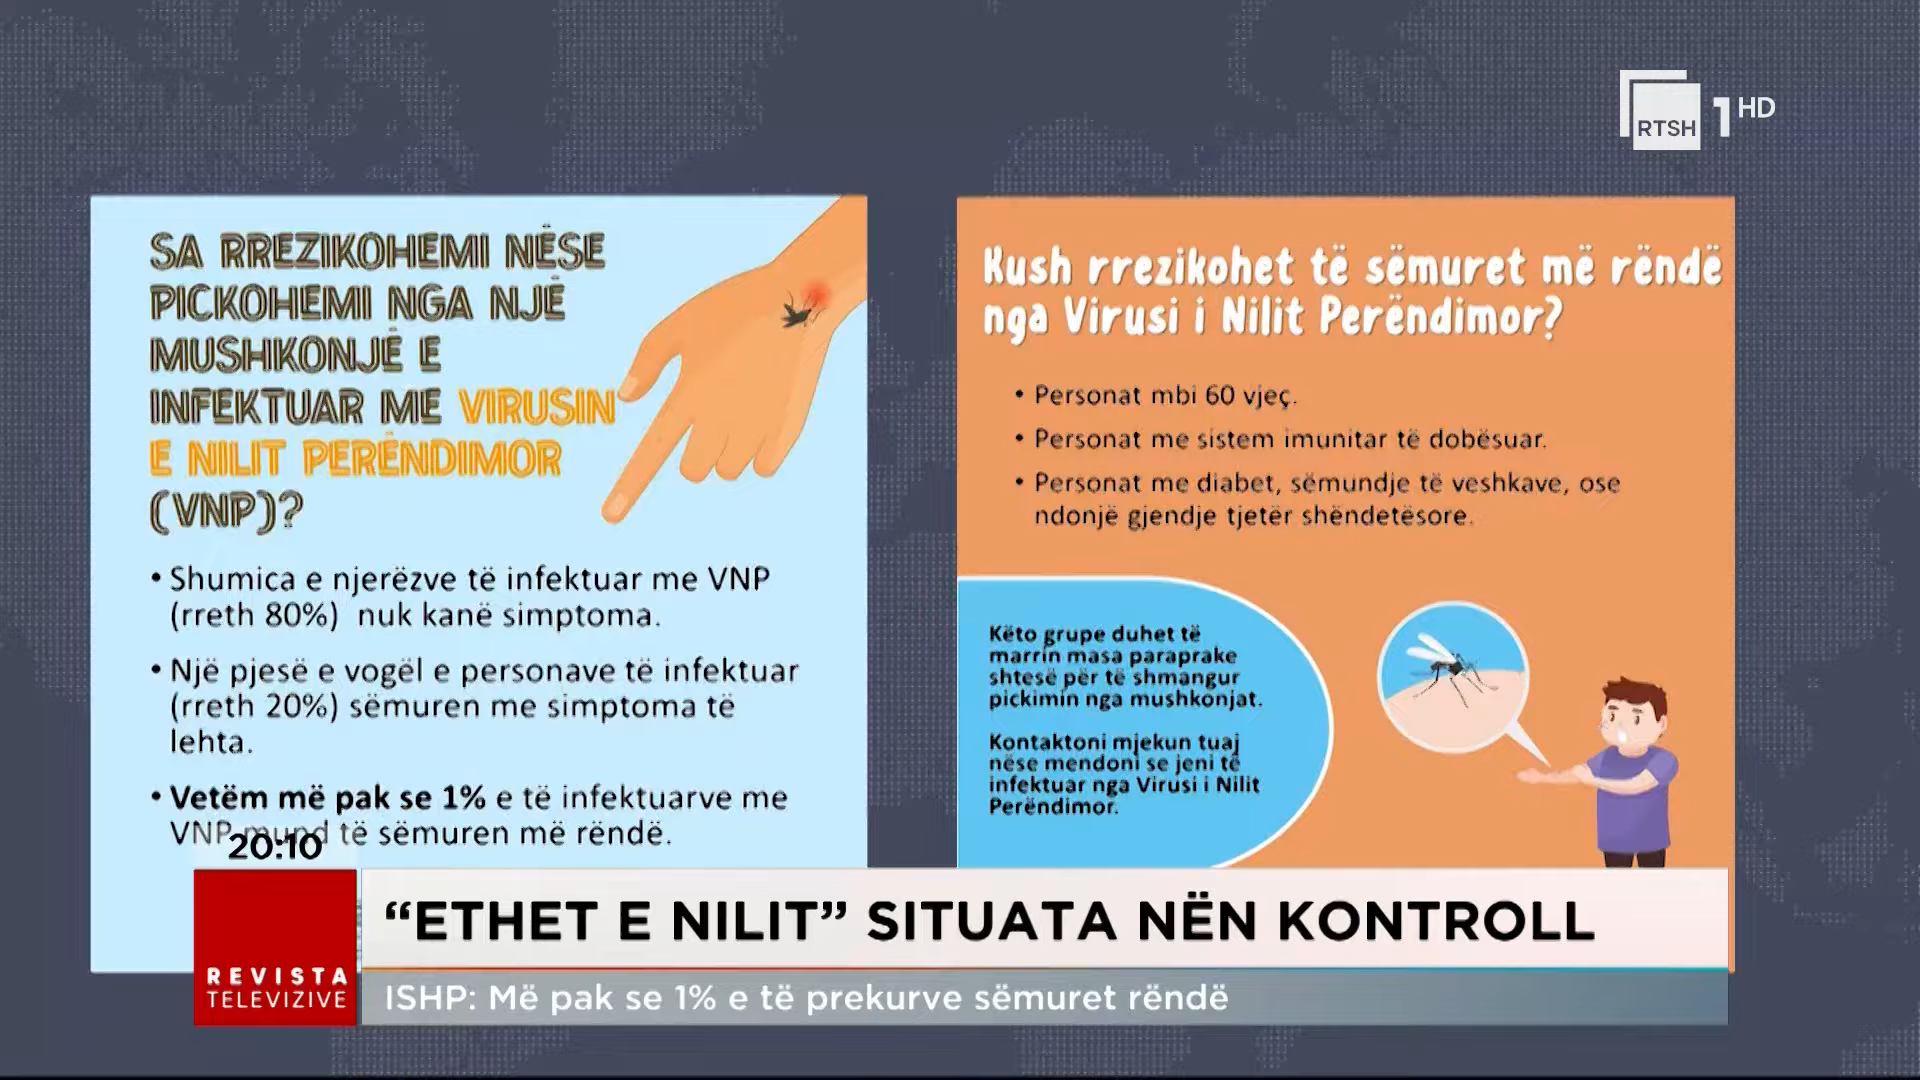 RTSH 1 HD
SA RREZIKOHEMI NËSE
PICKOHEMI NGA NJË
MUSHKONJË E
INFEKTUAR ME VIRUSIN
E NILIT PERËNDIMOR
(VNP)?
• Shumica e njerëzve të infektuar me VNP
(rreth 80%) nuk kanë simptoma.
• Një pjesë e vogël e personave të infektuar
(rreth 20%) sëmuren me simptoma të
lehta.
• Vetëm më pak se 1% e të infektuarve me
VNP mund të sëmuren më rëndë.
Kush rrezikohet të sëmuret më rëndë
nga Virusi i Nilit Perëndimor?
• Personat mbi 60 vjeç.
• Personat me sistem imunitar të dobësuar.
• Personat me diabet, sëmundje të veshkave, ose
ndonjë gjendje tjetër shëndetësore.
Këto grupe duhet të
marrin masa paraprake
shtesë për të shmangur
pickimin nga mushkonjat.
Kontaktoni mjekun tuaj
nëse mendoni se jeni të
infektuar nga Virusi i Nilit
Perëndimor.
20:10
REVISTA
TELEVIZIVE
“ETHET E NILIT” SITUATA NËN KONTROLL
ISHP: Më pak se 1% e të prekurve sëmuret rëndë